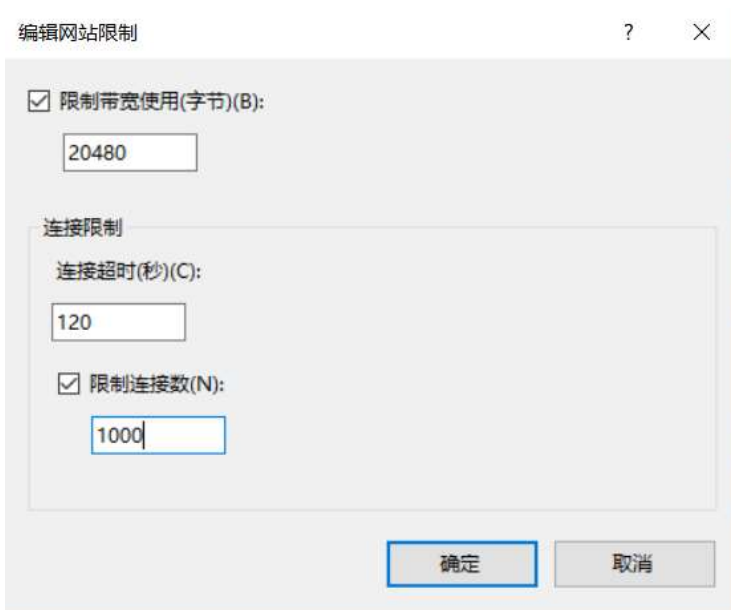 编辑网站限制
?
限制带宽使用(字节)(B):
20480
连接限制
连接超时(秒)(C):
120
限制连接数(N):
1000
确定
取消